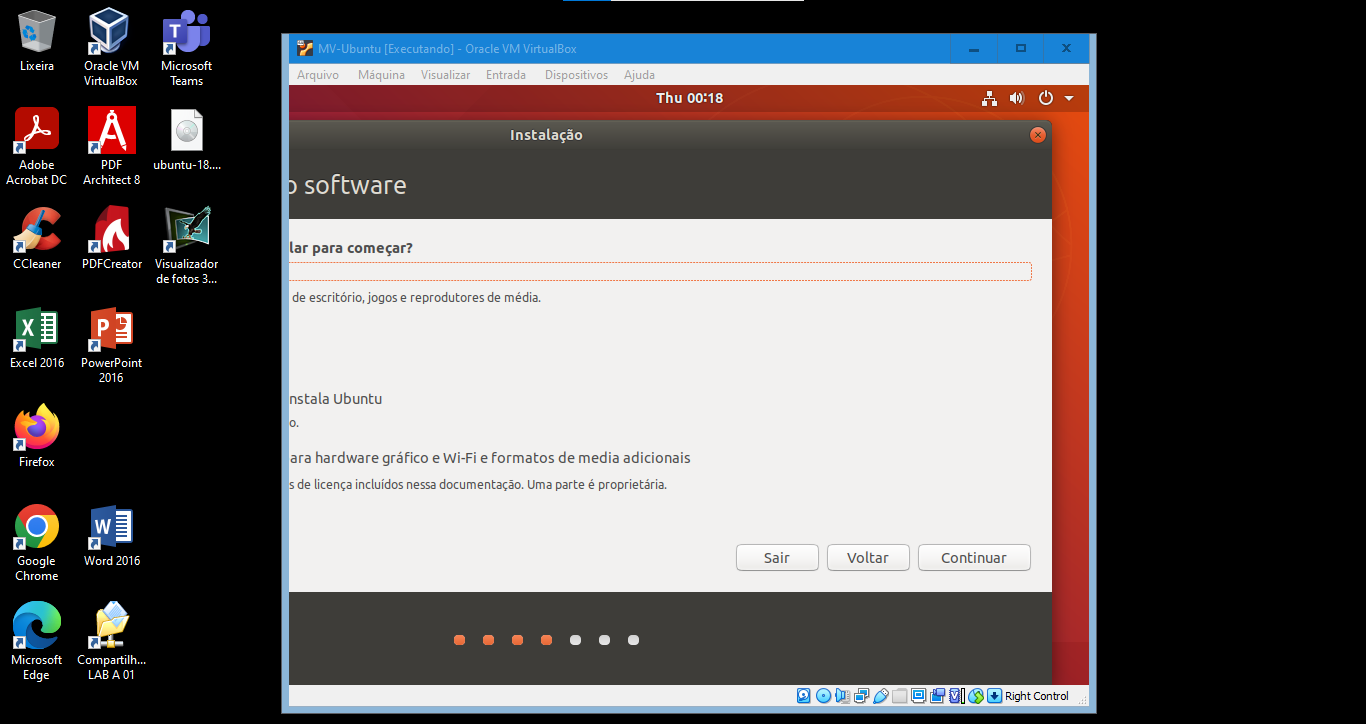 Lixeira
Oracle VM
VirtualBox
Microsoft
Teams
Adobe
Acrobat DC
PDF
Architect 8
ubuntu-18....
CCleaner
PDFCreator
Visualizador
de fotos 3...
Excel 2016
PowerPoint
2016
Firefox
Google
Chrome
Word 2016
Microsoft
Edge
Compartilh...
LAB A 01
MV-Ubuntu [Executando] - Oracle VM VirtualBox
Arquivo Máquina Visualizar Entrada Dispositivos Ajuda
Thu 00:18
Instalação
o software
lar para começar?
de escritório, jogos e reprodutores de média.
nstala Ubuntu
o.
ara hardware gráfico e Wi-Fi e formatos de media adicionais
s de licença incluídos nessa documentação. Uma parte é proprietária.
Sair Voltar Continuar
Right Control